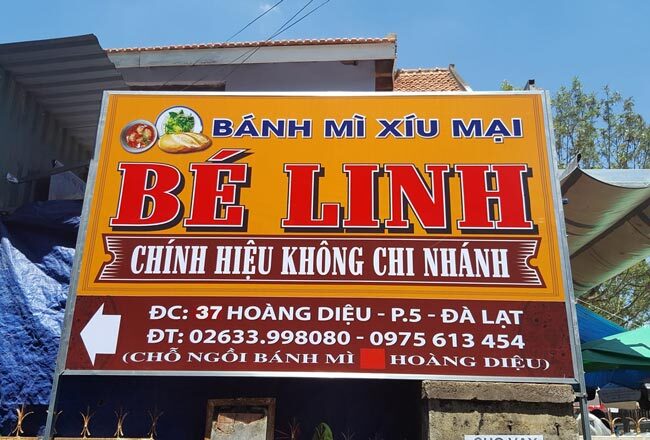 BÁNH MÌ XÍU MẠI
BÉ LINH
CHÍNH HIỆU KHÔNG CHI NHÁNH
ĐC: 37 HOÀNG DIỆU - P.5 - ĐÀ LẠT
ĐT: 02633.998080 - 0975 613 454
(CHỖ NGỒI BÁNH MÌ HOÀNG DIỆU)